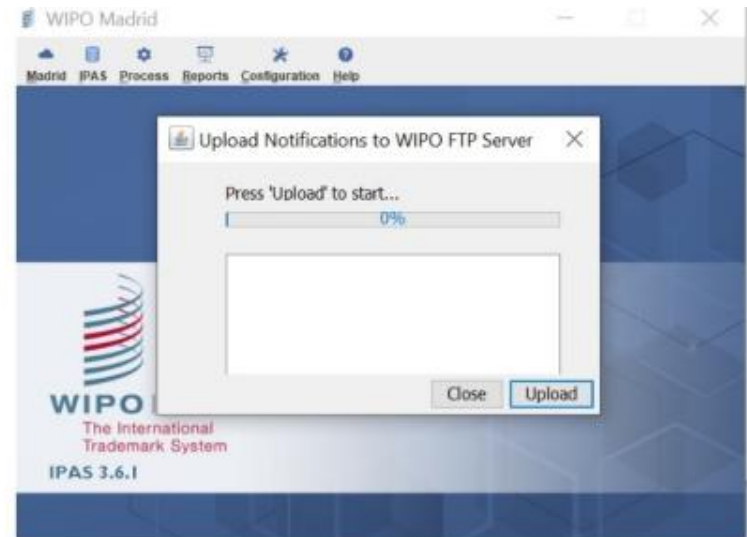 WIPO Madrid
Madrid IPAS Process Reports Configuration Help
Upload Notifications to WIPO FTP Server
Press 'Upload' to start...
0%
Close Upload
WIPO
The International
Trademark System
IPAS 3.6.1